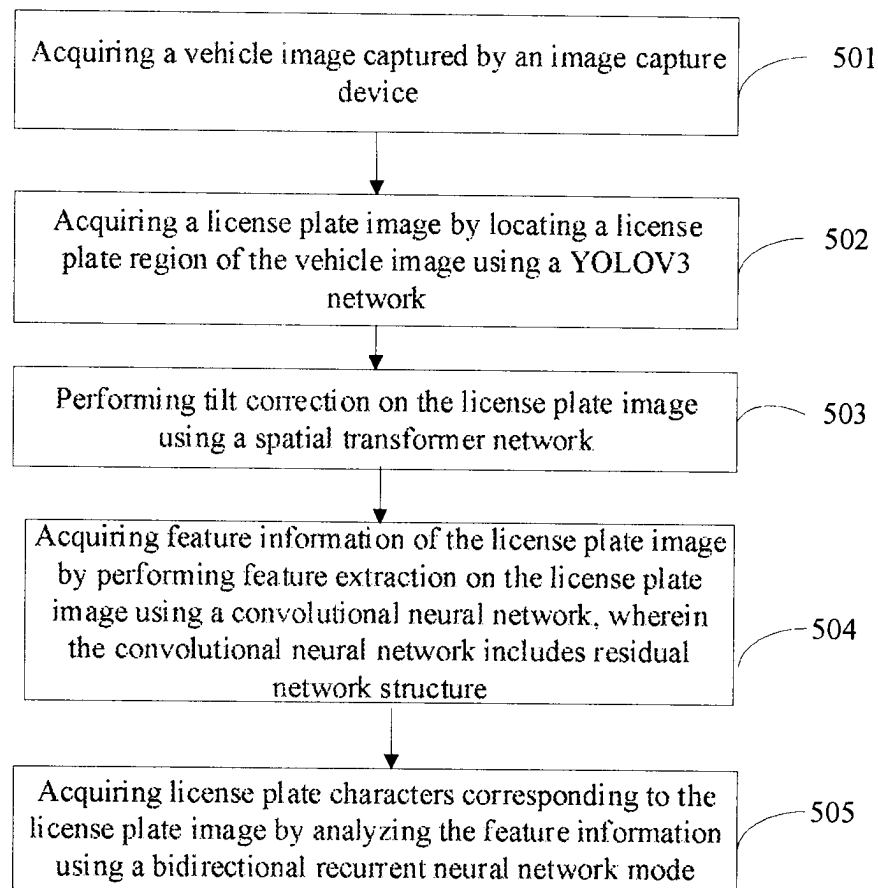 Acquiring a vehicle image captured by an image capture
device
501
Acquiring a license plate image by locating a license
plate region of the vehicle image using a YOLOV3
network
502
Performing tilt correction on the license plate image
using a spatial transformer network
503
Acquiring feature information of the license plate image
by performing feature extraction on the license plate
image using a convolutional neural network, wherein
the convolutional neural network includes residual
network structure
504
Acquiring license plate characters corresponding to the
license plate image by analyzing the feature information
using a bidirectional recurrent neural network mode
505